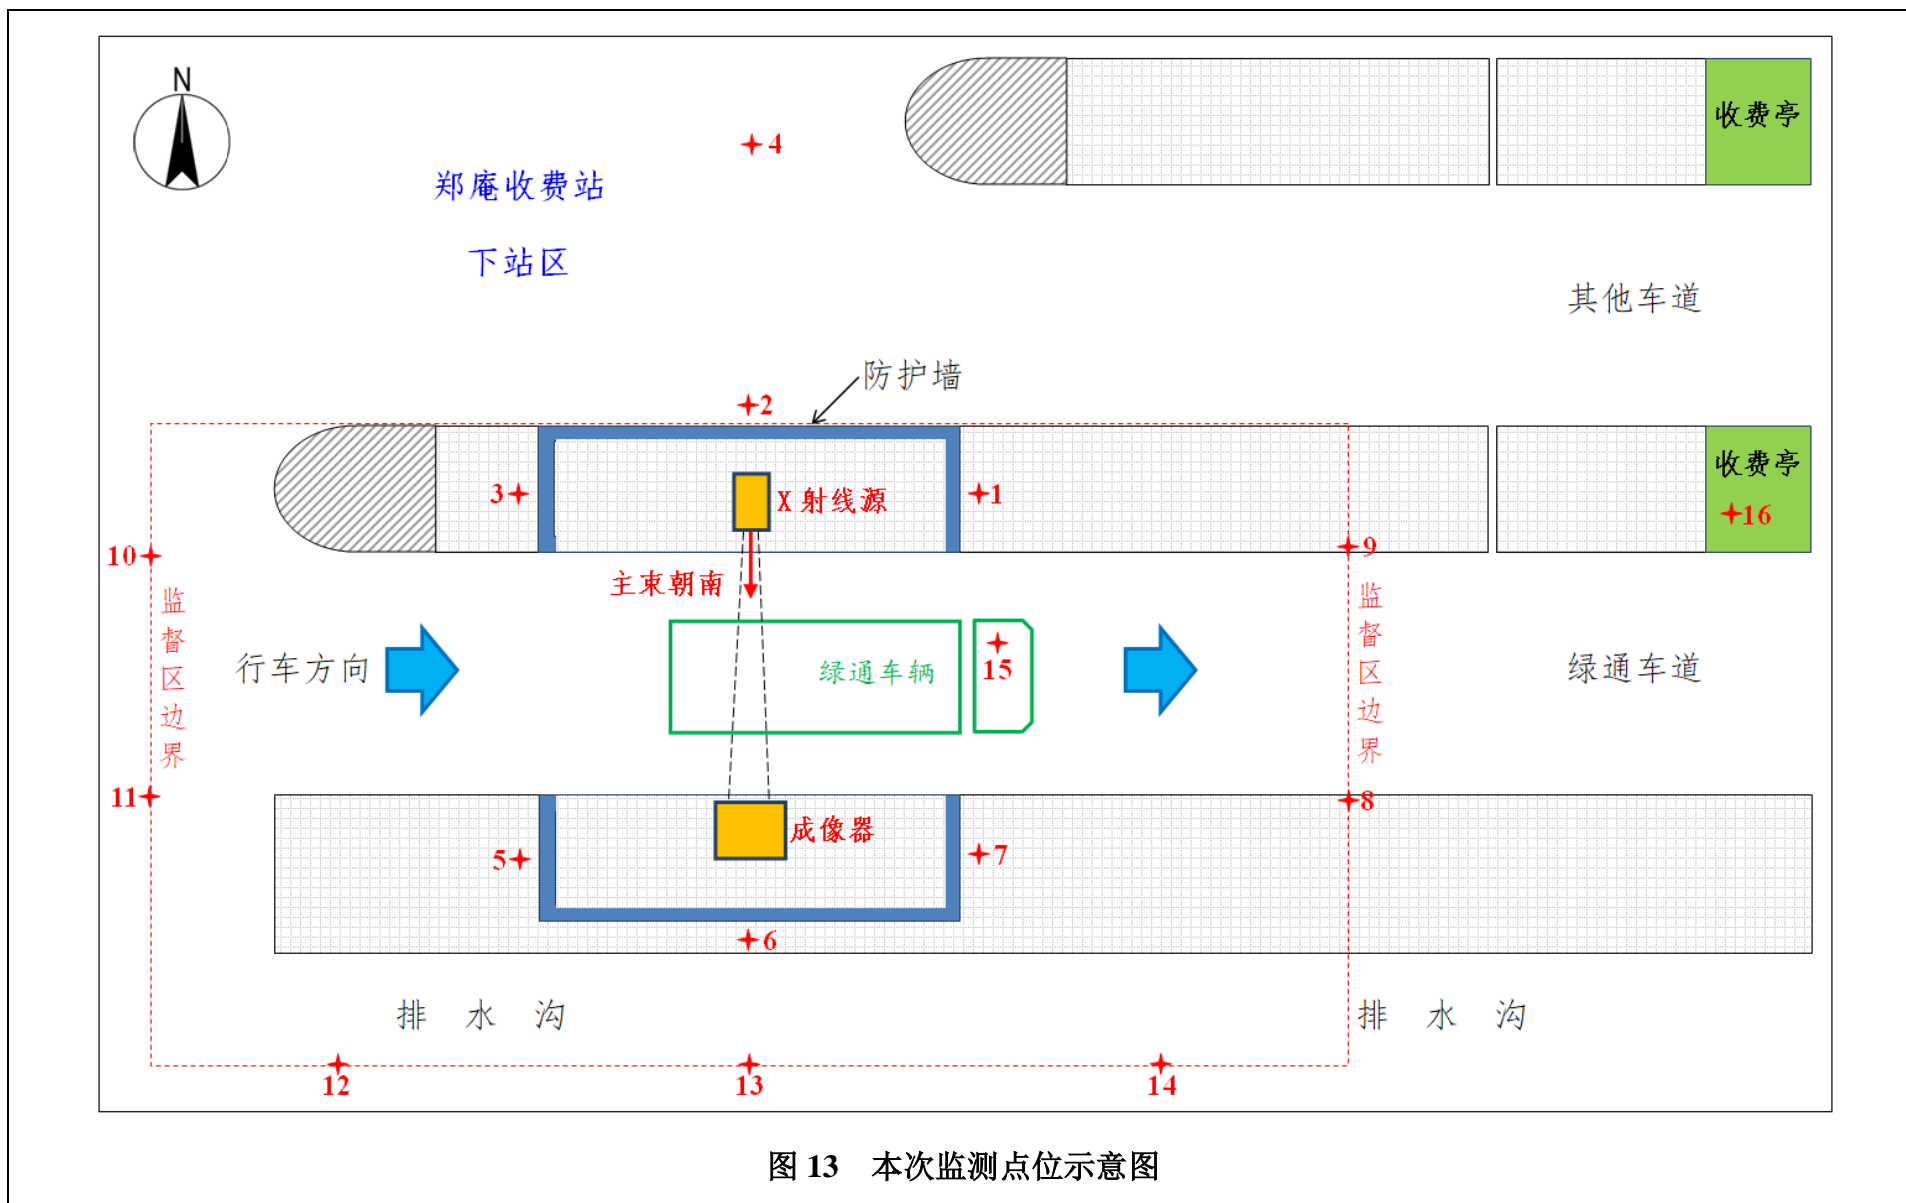 N
4
收费亭
郑庵收费站
下站区
其他车道
防护墙
2
收费亭
3
X 射线源
1
16
10
9
主束朝南
监督区边界
监督区边界
15
行车方向
绿通车辆
绿通车道
11
8
成像器
5
7
6
排 水 沟
排 水 沟
12
13
14
图 13 本次监测点位示意图